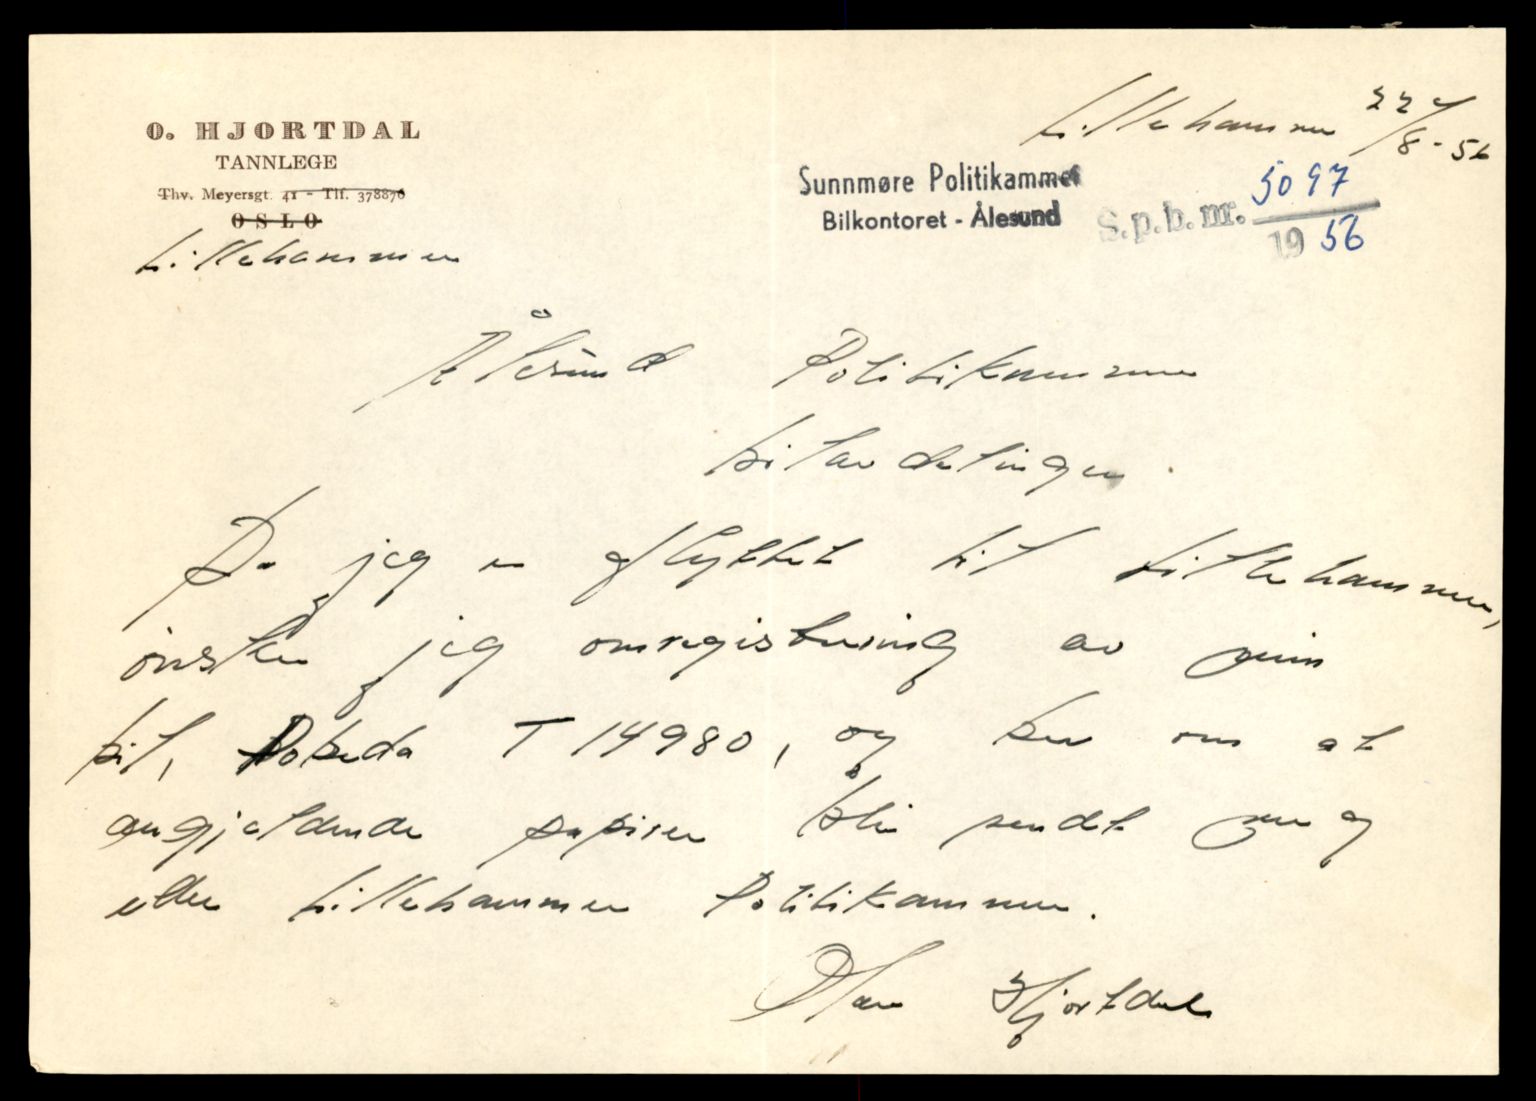 O. HJORTDAL
TANNLEGE
Thv. Meyersgt. 41 - Tlf. 378876
OSLO
Lillehammer
Lillehammer 22/8-56
Sunnmøre Politikammer
Bilkontoret - Ålesund
S.p.b. nr. 5097
1956
Ålesund Politikammer
bilavdelingen
Da jeg er flyttet til Lillehammer,
ønsker jeg omregistrering av min
bil, Pobeda T 14980, og ber om at
angjeldende papirer blir sendt meg
eller Lillehammer Politikammer.
Olav Hjortdal